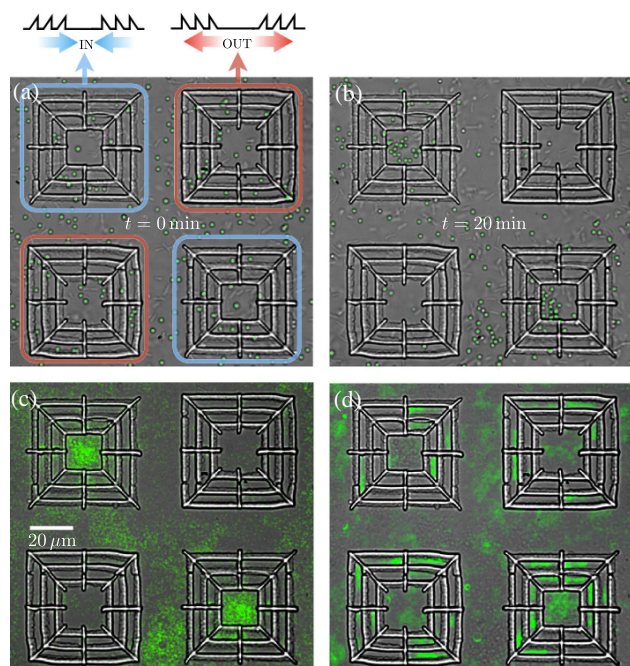 IN
OUT
(a)
(b)
t = 0 min
t = 20 min
(c)
(d)
20 μm